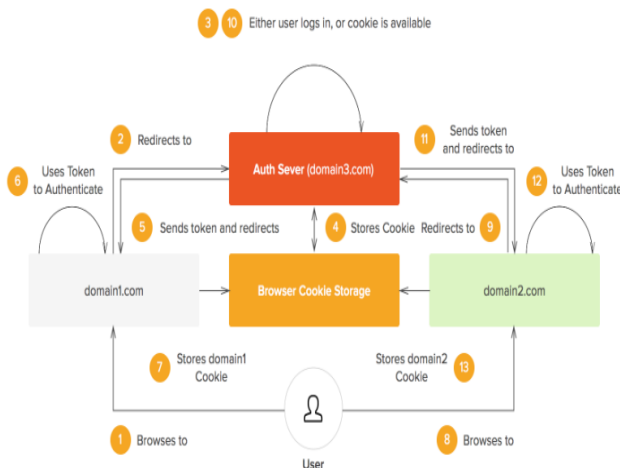 3 10 Either user logs in, or cookie is available
2 Redirects to
11 Sends token
and redirects to
Auth Sever (domain3.com)
6 Uses Token
to Authenticate
12 Uses Token
to Authenticate
5 Sends token and redirects
4 Stores Cookie
Redirects to 9
domain1.com
Browser Cookie Storage
domain2.com
7 Stores domain1
Cookie
Stores domain2
Cookie 13
1 Browses to
8 Browses to
User